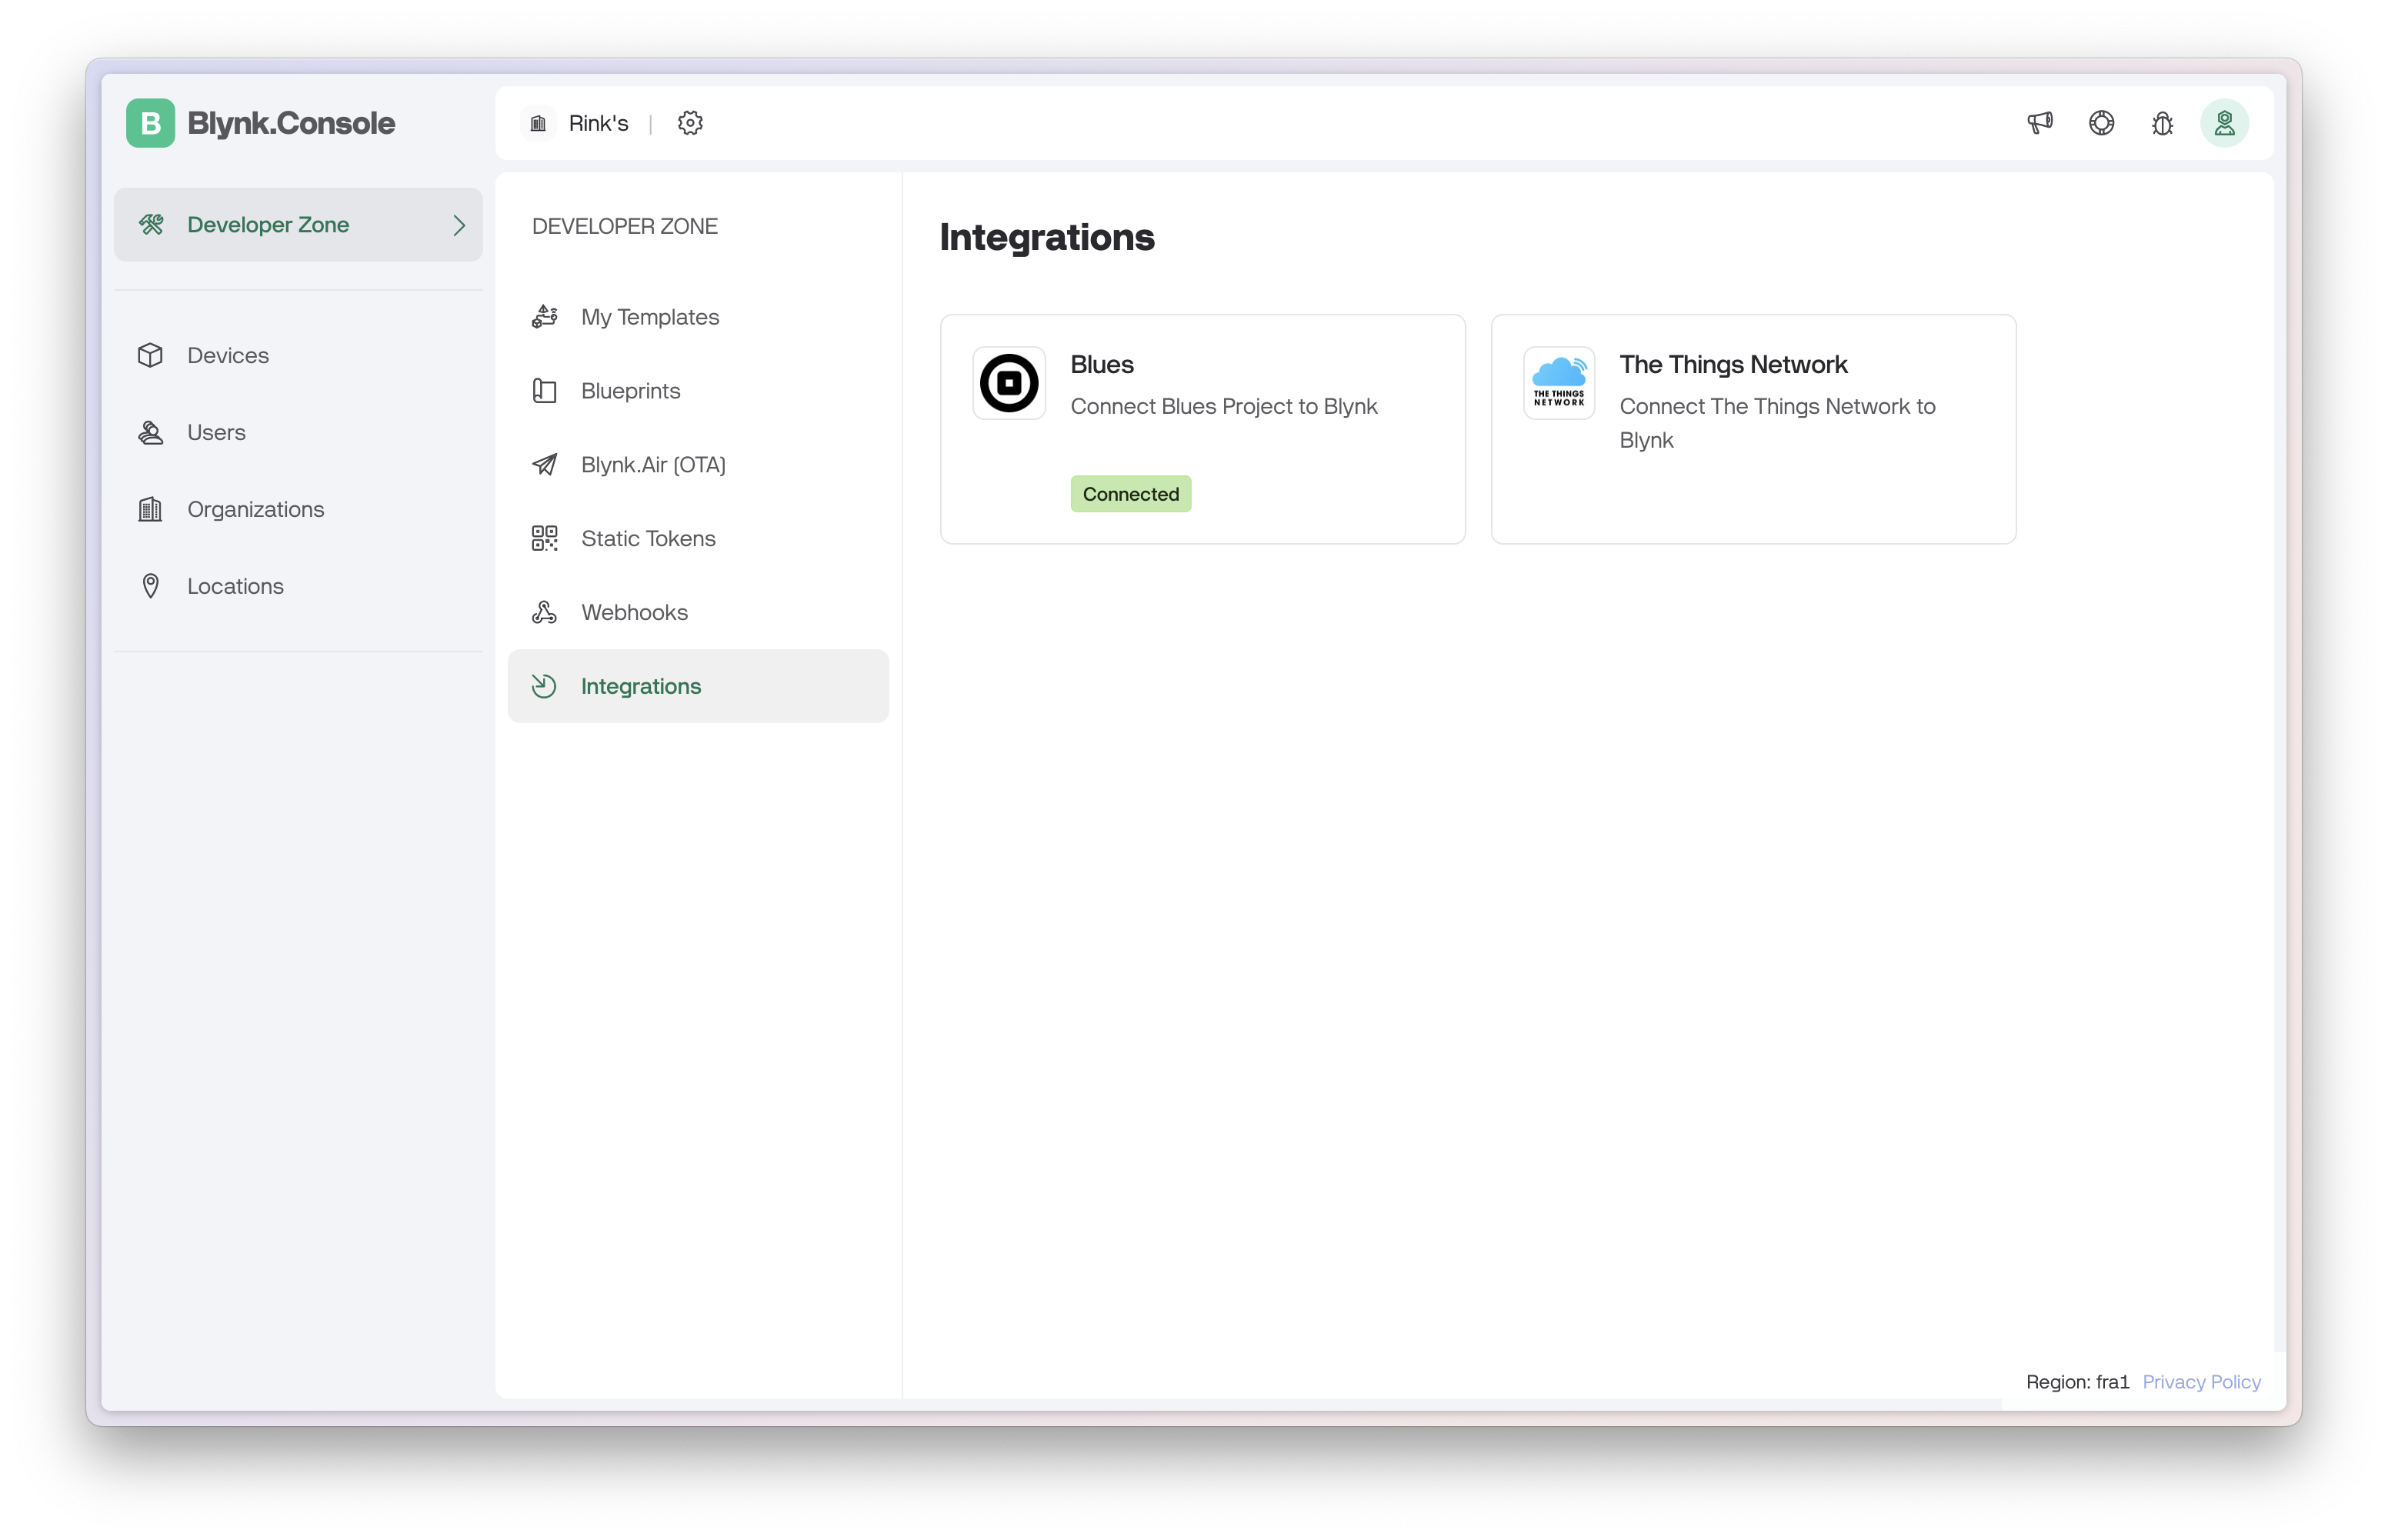 B Blynk.Console
Rink's |
Developer Zone
Devices
Users
Organizations
Locations
DEVELOPER ZONE
My Templates
Blueprints
Blynk.Air (OTA)
Static Tokens
Webhooks
Integrations
Integrations
Blues
Connect Blues Project to Blynk
Connected
THE THINGS
NETWORK
The Things Network
Connect The Things Network to
Blynk
Region: fra1 Privacy Policy